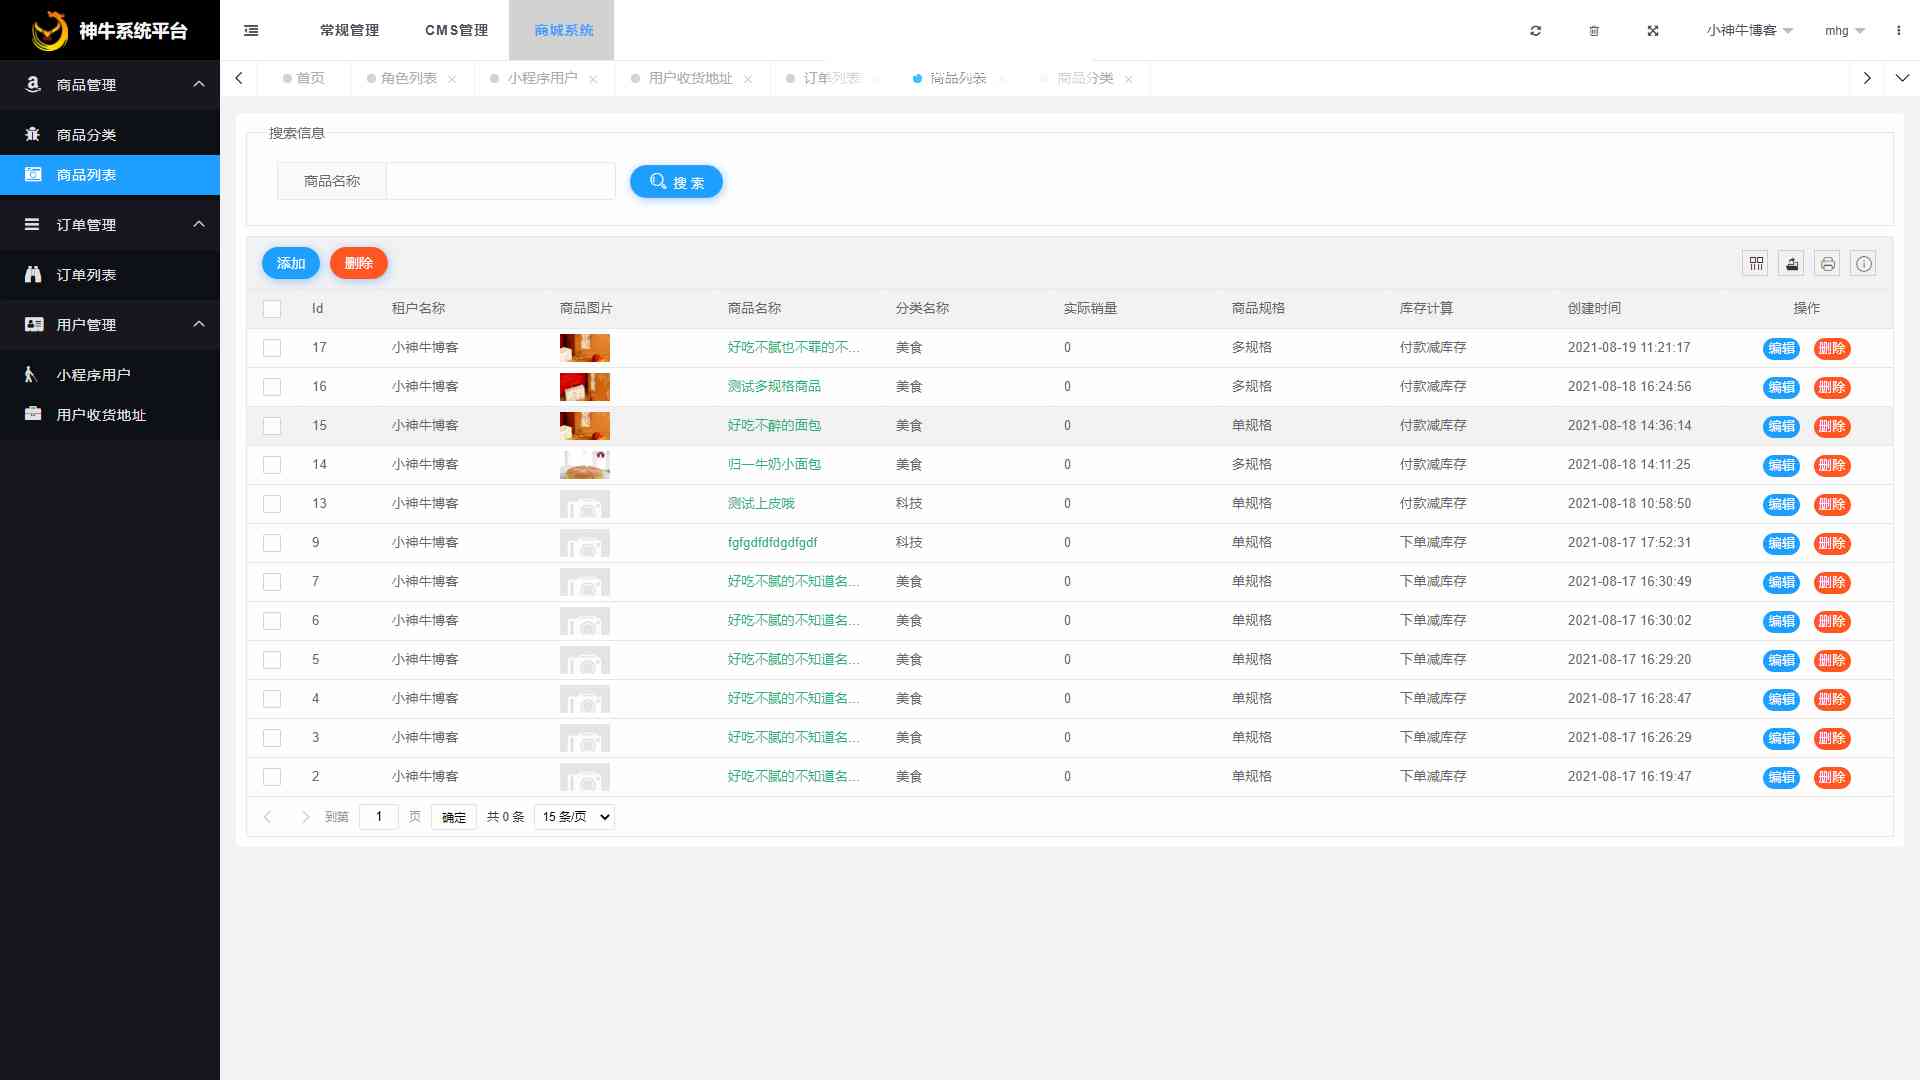 神牛系统平台
常规管理 CMS管理 商城系统
小神牛博客 mhg
首页 角色列表 小程序用户 用户收货地址 订单列表 商品列表 商品分类
商品管理
商品分类
商品列表
订单管理
订单列表
用户管理
小程序用户
用户收货地址
搜索信息
商品名称
搜 索
添加 删除
Id 租户名称 商品图片 商品名称 分类名称 实际销量 商品规格 库存计算 创建时间 操作
17 小神牛博客 好吃不腻也不罪的不... 美食 0 多规格 付款减库存 2021-08-19 11:21:17 编辑 删除
16 小神牛博客 测试多规格商品 美食 0 多规格 付款减库存 2021-08-18 16:24:56 编辑 删除
15 小神牛博客 好吃不醉的面包 美食 0 单规格 付款减库存 2021-08-18 14:36:14 编辑 删除
14 小神牛博客 归一牛奶小面包 美食 0 多规格 付款减库存 2021-08-18 14:11:25 编辑 删除
13 小神牛博客 测试上皮哦 科技 0 单规格 付款减库存 2021-08-18 10:58:50 编辑 删除
9 小神牛博客 fgfgdfdfdgdfgdf 科技 0 单规格 下单减库存 2021-08-17 17:52:31 编辑 删除
7 小神牛博客 好吃不腻的不知道名... 美食 0 单规格 下单减库存 2021-08-17 16:30:49 编辑 删除
6 小神牛博客 好吃不腻的不知道名... 美食 0 单规格 下单减库存 2021-08-17 16:30:02 编辑 删除
5 小神牛博客 好吃不腻的不知道名... 美食 0 单规格 下单减库存 2021-08-17 16:29:20 编辑 删除
4 小神牛博客 好吃不腻的不知道名... 美食 0 单规格 下单减库存 2021-08-17 16:28:47 编辑 删除
3 小神牛博客 好吃不腻的不知道名... 美食 0 单规格 下单减库存 2021-08-17 16:26:29 编辑 删除
2 小神牛博客 好吃不腻的不知道名... 美食 0 单规格 下单减库存 2021-08-17 16:19:47 编辑 删除
到第 1 页 确定 共 0 条 15 条/页